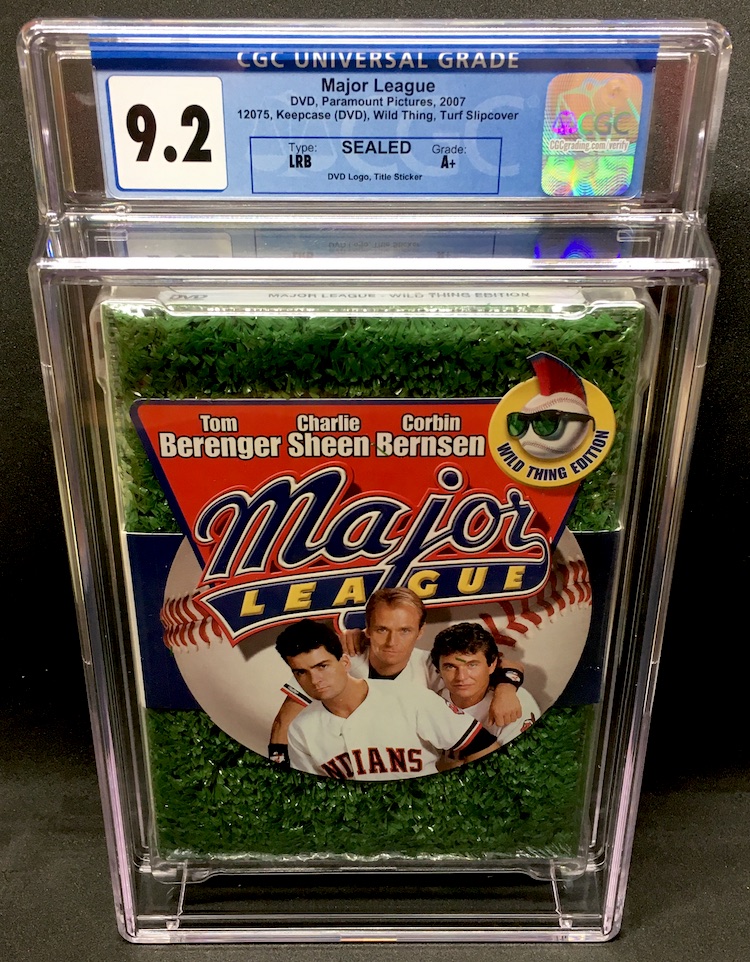 CGC UNIVERSAL GRADE
9.2
Major League
DVD, Paramount Pictures, 2007
12075, Keepcase (DVD), Wild Thing, Turf Slipcover
Type: SEALED Grade:
LRB A+
DVD Logo, Title Sticker
CGC
CGCgrading.com/verify
DVD MAJOR LEAGUE - WILD THING EDITION
Tom Charlie Corbin
Berenger Sheen Bernsen
WILD THING EDITION
Major
LEAGUE
INDIANS